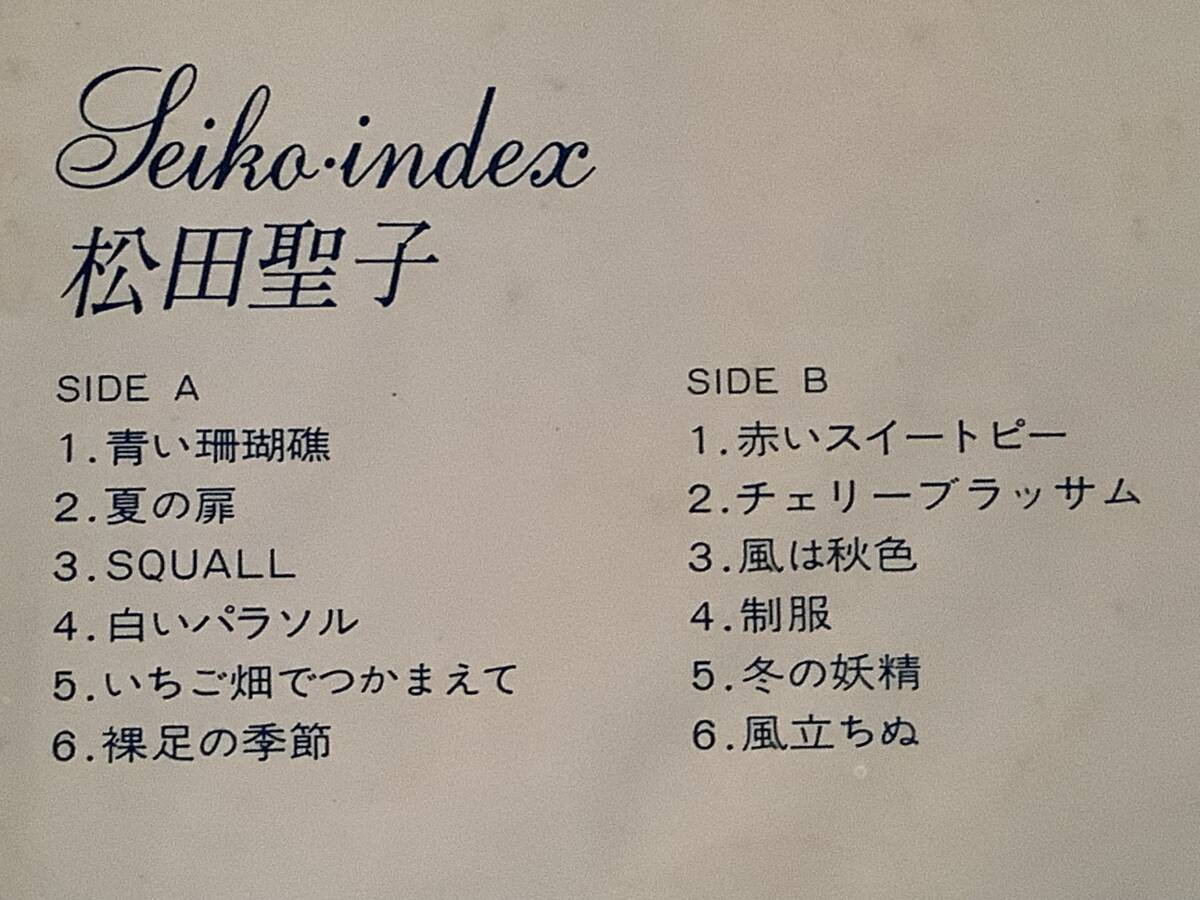 Seiko·index
松田聖子
SIDE A
1.青い珊瑚礁
2.夏の扉
3.SQUALL
4.白いパラソル
5.いちご畑でつかまえて
6.裸足の季節
SIDE B
1.赤いスイートピー
2.チェリーブラッサム
3.風は秋色
4.制服
5.冬の妖精
6.風立ちぬ